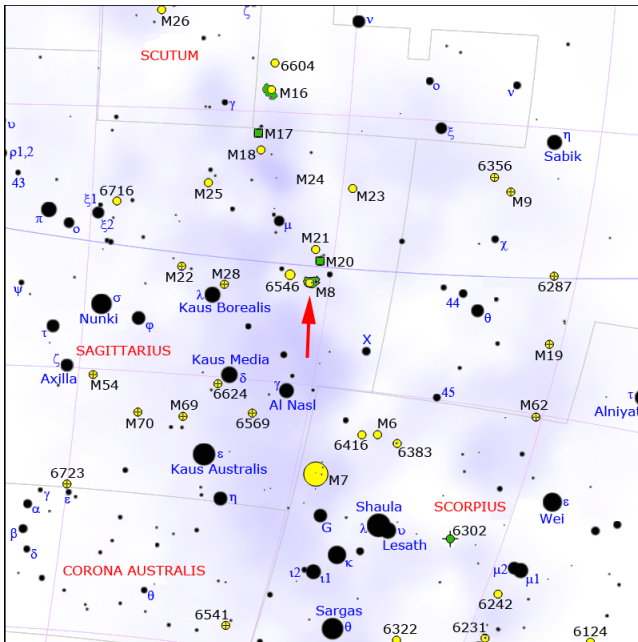 M26
ζ
ν
SCUTUM
6604
M16
ο
ν
γ
υ
M17
ξ
η
ρ1,2
M18
Sabik
43
M25
M24
M23
6356
M9
6716
ξ1
π
ο
ξ2
μ
χ
M21
M20
M22
M28
6546
M8
6287
ψ
λ
Kaus Borealis
44
σ
Nunki
φ
θ
τ
X
M19
SAGITTARIUS
Kaus Media
ζ
Axilla
M54
δ
6624
γ
Al Nasl
45
M62
τ
Alniyat
M70
M69
6569
6416
M6
6383
Kaus Australis
ε
M7
6723
γ
ε
α
η
Shaula
SCORPIUS
ε
Wei
β
G
λ
υ
Lesath
6302
δ
κ
CORONA AUSTRALIS
ι2
ι1
μ2
μ1
θ
6242
6541
Sargas
θ
6322
6231
6124